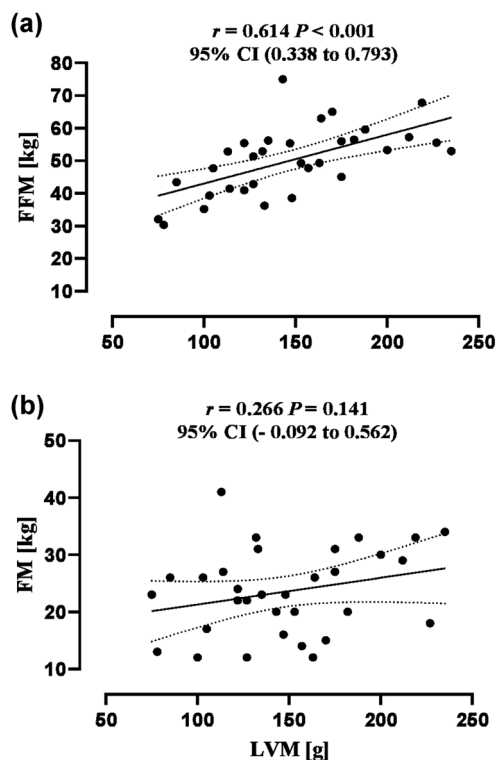 (a)
r = 0.614 P < 0.001
95% CI (0.338 to 0.793)
80
70
60
50
40
30
20
10
FFM [kg]
50 100 150 200 250
(b)
r = 0.266 P = 0.141
95% CI (- 0.092 to 0.562)
50
40
30
20
10
FM [kg]
50 100 150 200 250
LVM [g]